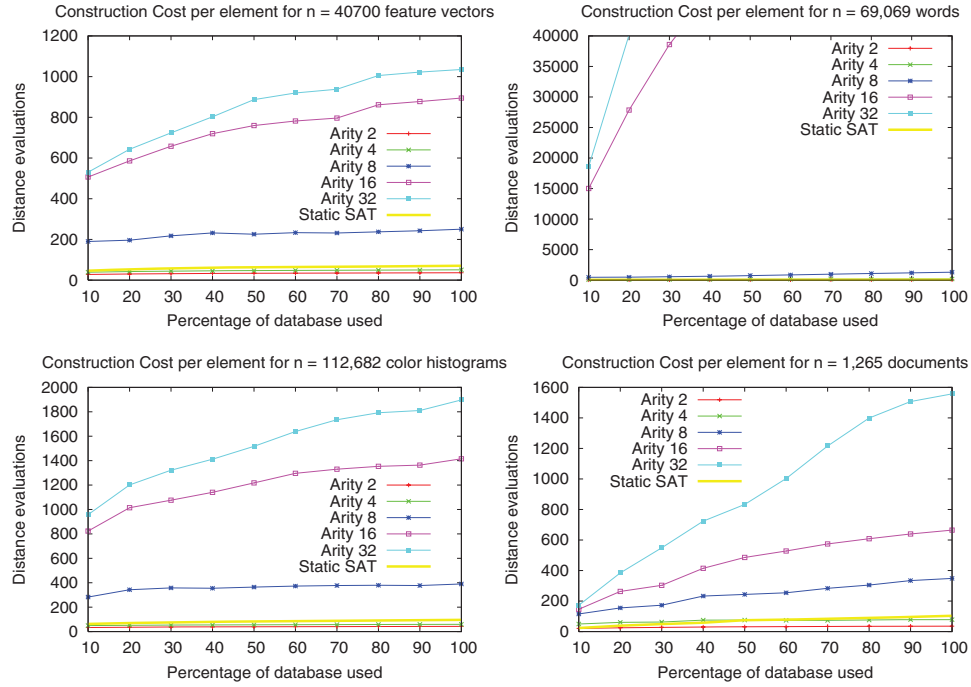 Construction Cost per element for n = 40700 feature vectors
1200
1000
800
600
400
200
0
Distance evaluations
Arity 2
Arity 4
Arity 8
Arity 16
Arity 32
Static SAT
10 20 30 40 50 60 70 80 90 100
Percentage of database used
Construction Cost per element for n = 69,069 words
40000
35000
30000
25000
20000
15000
10000
5000
0
Distance evaluations
Arity 2
Arity 4
Arity 8
Arity 16
Arity 32
Static SAT
10 20 30 40 50 60 70 80 90 100
Percentage of database used
Construction Cost per element for n = 112,682 color histograms
2000
1800
1600
1400
1200
1000
800
600
400
200
0
Distance evaluations
Arity 2
Arity 4
Arity 8
Arity 16
Arity 32
Static SAT
10 20 30 40 50 60 70 80 90 100
Percentage of database used
Construction Cost per element for n = 1,265 documents
1600
1400
1200
1000
800
600
400
200
0
Distance evaluations
Arity 2
Arity 4
Arity 8
Arity 16
Arity 32
Static SAT
10 20 30 40 50 60 70 80 90 100
Percentage of database used